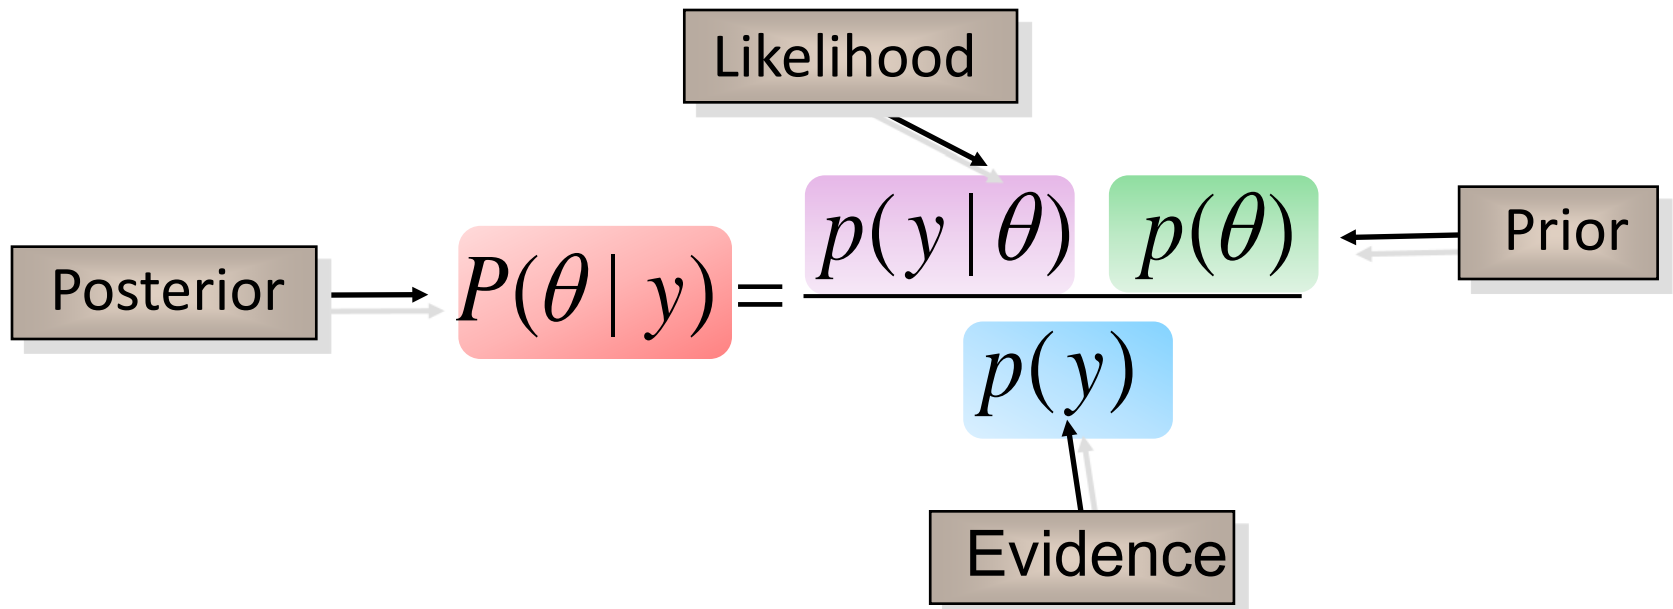 Likelihood
p(y|θ) p(θ)
Prior
Posterior
P(θ|y)=
p(y)
Evidence